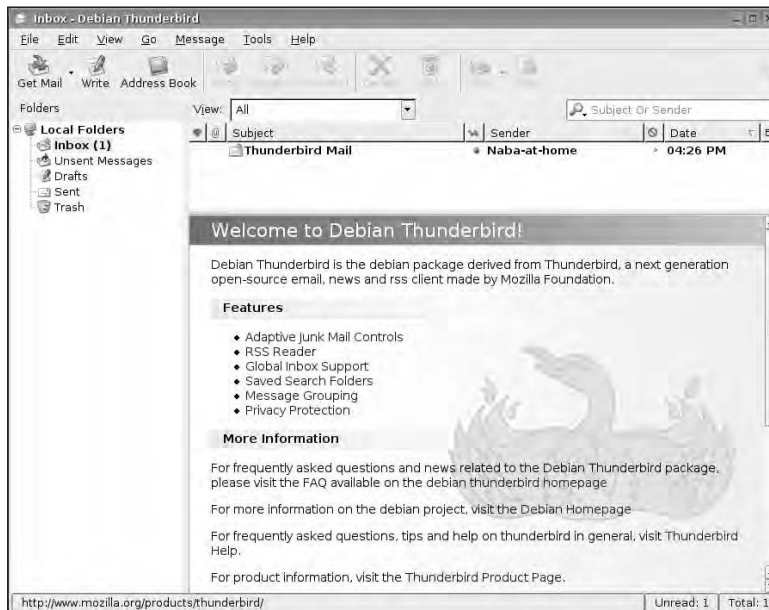 Inbox - Debian Thunderbird
File Edit View Go Message Tools Help
Get Mail Write Address Book
Folders
View: All
Subject Or Sender
Subject Sender Date
Local Folders
Inbox (1)
Unsent Messages
Drafts
Sent
Trash
Thunderbird Mail Naba-at-home 04:26 PM
Welcome to Debian Thunderbird!
Debian Thunderbird is the debian package derived from Thunderbird, a next generation
open-source email, news and rss client made by Mozilla Foundation.
Features
Adaptive Junk Mail Controls
RSS Reader
Global Inbox Support
Saved Search Folders
Message Grouping
Privacy Protection
More Information
For frequently asked questions and news related to the Debian Thunderbird package,
please visit the FAQ available on the debian thunderbird homepage
For more information on the debian project, visit the Debian Homepage
For frequently asked questions, tips and help on thunderbird in general, visit Thunderbird
Help.
For product information, visit the Thunderbird Product Page.
http://www.mozilla.org/products/thunderbird/ Unread: 1 Total: 1